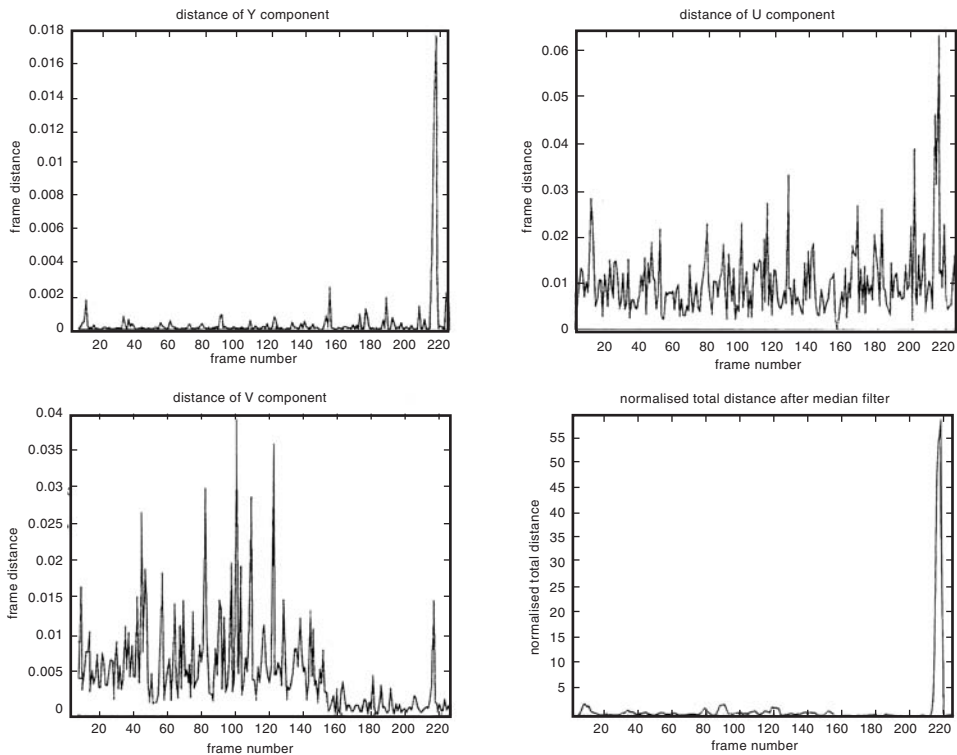 distance of Y component
0.018
0.016
0.014
0.012
0.01
0.008
0.006
0.004
0.002
0
frame distance
20 40 60 80 100 120 140 160 180 200 220
frame number
distance of U component
0.06
0.05
0.04
0.03
0.02
0.01
0
frame distance
20 40 60 80 100 120 140 160 180 200 220
frame number
distance of V component
0.04
0.035
0.03
0.025
0.02
0.015
0.01
0.005
0
frame distance
20 40 60 80 100 120 140 160 180 200 220
frame number
normalised total distance after median filter
55
50
45
40
35
30
25
20
15
10
5
normalised total distance
20 40 60 80 100 120 140 160 180 200 220
frame number